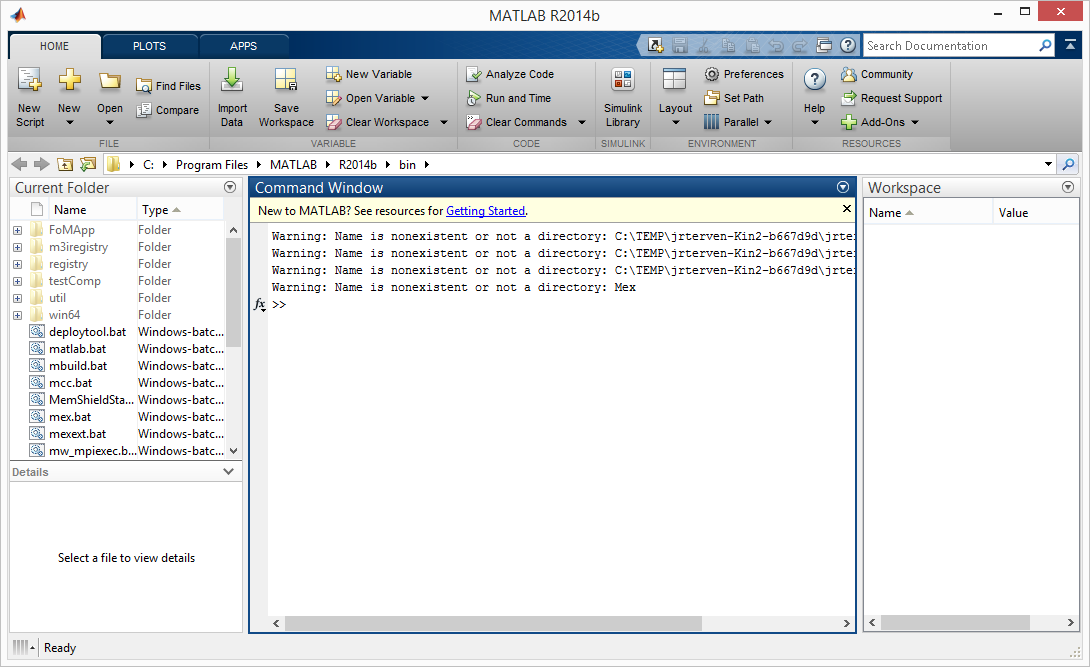 MATLAB R2014b
HOME PLOTS APPS
Search Documentation
New Script
New
Open
Find Files
Compare
FILE
Import Data
Save Workspace
New Variable
Open Variable
Clear Workspace
VARIABLE
Analyze Code
Run and Time
Clear Commands
CODE
Simulink Library
SIMULINK
Layout
Preferences
Set Path
Parallel
ENVIRONMENT
Help
Community
Request Support
Add-Ons
RESOURCES
C: Program Files MATLAB R2014b bin
Current Folder
Name Type
FoMApp Folder
m3iregistry Folder
registry Folder
testComp Folder
util Folder
win64 Folder
deploytool.bat Windows-batc...
matlab.bat Windows-batc...
mbuild.bat Windows-batc...
mcc.bat Windows-batc...
MemShieldSta... Windows-batc...
mex.bat Windows-batc...
mexext.bat Windows-batc...
mw_mpiexec.b... Windows-batc...
Details
Select a file to view details
Command Window
New to MATLAB? See resources for Getting Started.
Warning: Name is nonexistent or not a directory: C:\TEMP\jrterven-Kin2-b667d9d\jrter
Warning: Name is nonexistent or not a directory: C:\TEMP\jrterven-Kin2-b667d9d\jrter
Warning: Name is nonexistent or not a directory: C:\TEMP\jrterven-Kin2-b667d9d\jrter
Warning: Name is nonexistent or not a directory: Mex
fx >>
Workspace
Name Value
Ready